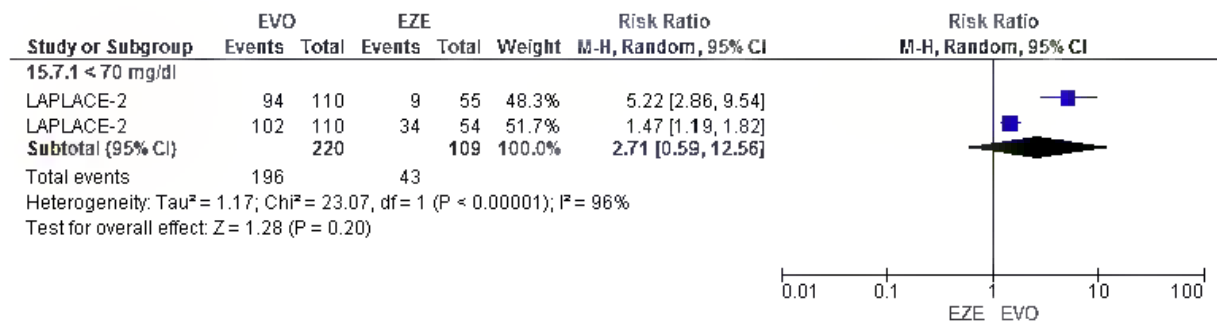 EVO EZE Risk Ratio Risk Ratio
Study or Subgroup Events Total Events Total Weight M-H, Random, 95% CI M-H, Random, 95% CI
15.7.1 < 70 mg/dl
LAPLACE-2 94 110 9 55 48.3% 5.22 [2.86, 9.54]
LAPLACE-2 102 110 34 54 51.7% 1.47 [1.19, 1.82]
Subtotal (95% CI) 220 109 100.0% 2.71 [0.59, 12.56]
Total events 196 43
Heterogeneity: Tau² = 1.17; Chi² = 23.07, df = 1 (P < 0.00001); I² = 96%
Test for overall effect: Z = 1.28 (P = 0.20)
0.01 0.1 1 10 100
EZE EVO